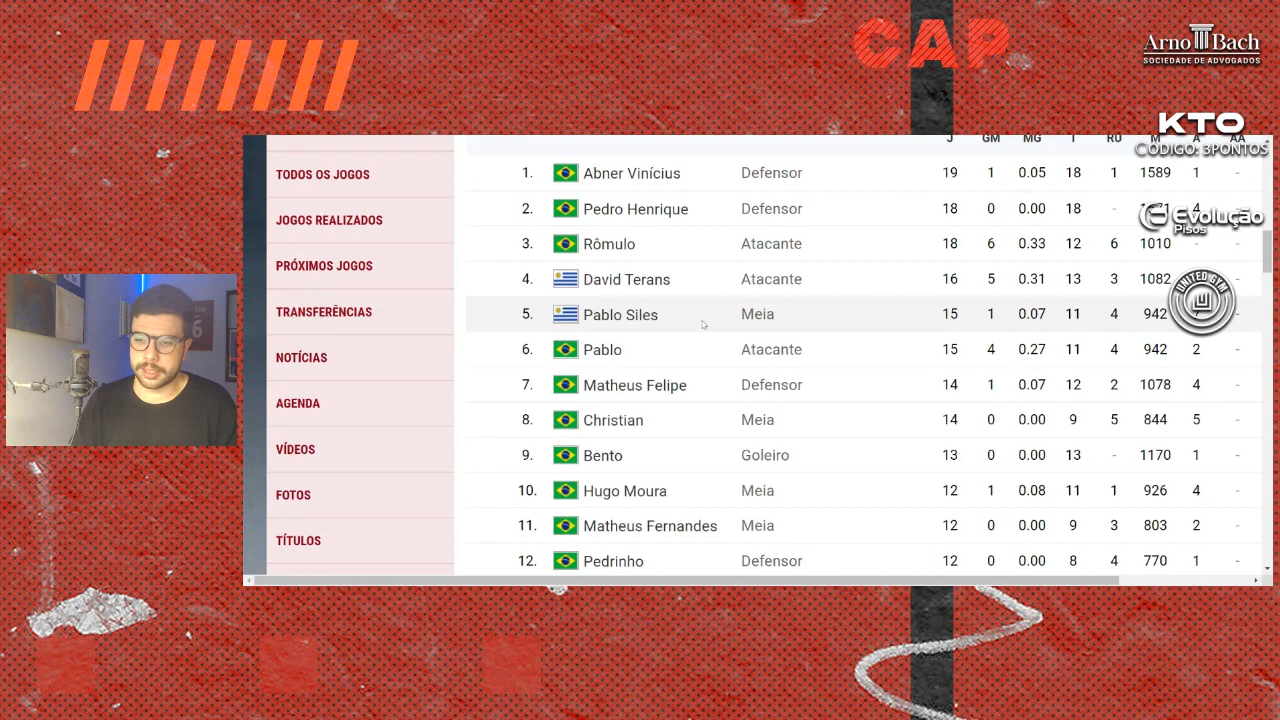 CAP
Arno Bach
SOCIEDADE DE ADVOGADOS
KTO
CÓDIGO: 3PONTOS
Evolução
Pisos
UNITED GYM
TODOS OS JOGOS
JOGOS REALIZADOS
PRÓXIMOS JOGOS
TRANSFERÊNCIAS
NOTÍCIAS
AGENDA
VÍDEOS
FOTOS
TÍTULOS
J GM MG T RU M A AA
1. Abner Vinícius Defensor 19 1 0.05 18 1 1589 1 -
2. Pedro Henrique Defensor 18 0 0.00 18 - 4 -
3. Rômulo Atacante 18 6 0.33 12 6 1010 - -
4. David Terans Atacante 16 5 0.31 13 3 1082
5. Pablo Siles Meia 15 1 0.07 11 4 942 -
6. Pablo Atacante 15 4 0.27 11 4 942 2 -
7. Matheus Felipe Defensor 14 1 0.07 12 2 1078 4 -
8. Christian Meia 14 0 0.00 9 5 844 5 -
9. Bento Goleiro 13 0 0.00 13 - 1170 1 -
10. Hugo Moura Meia 12 1 0.08 11 1 926 4 -
11. Matheus Fernandes Meia 12 0 0.00 9 3 803 2 -
12. Pedrinho Defensor 12 0 0.00 8 4 770 1 -